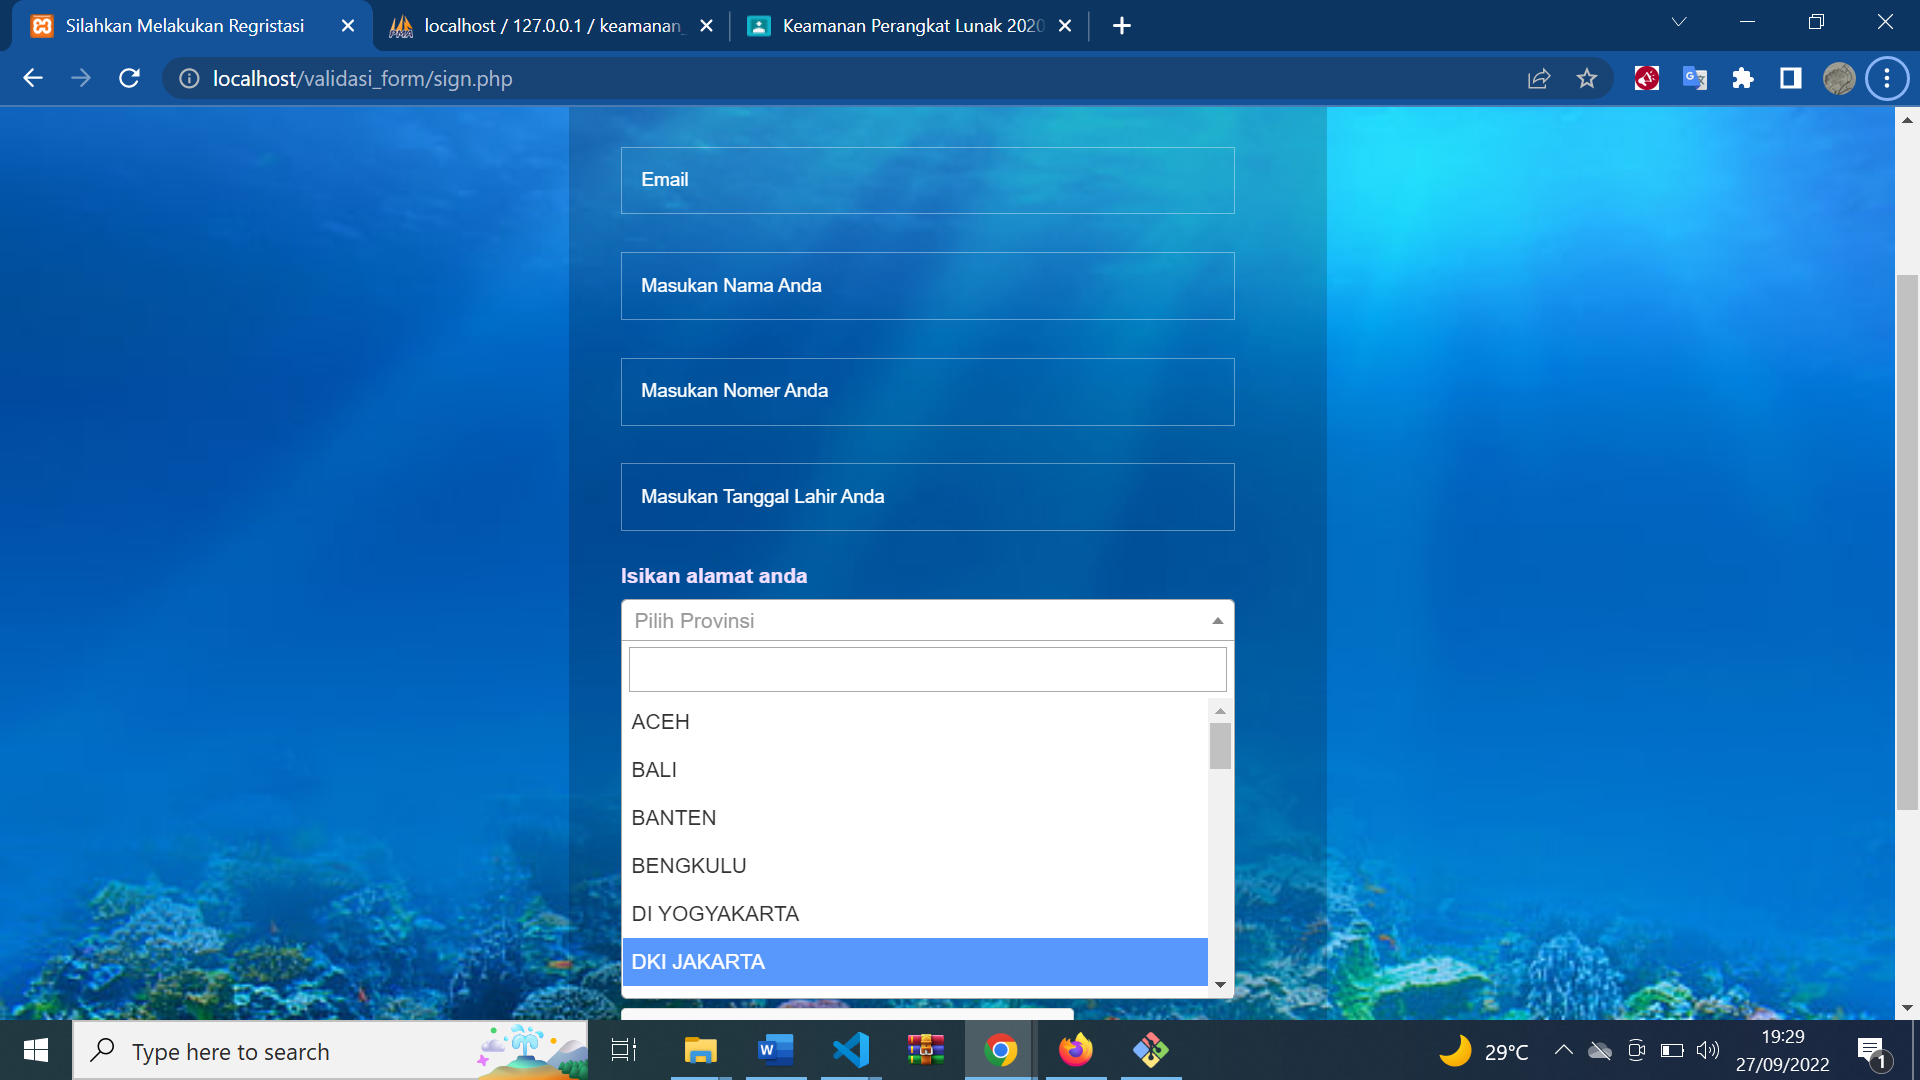 Silahkan Melakukan Regristasi
localhost / 127.0.0.1 / keamanan_
Keamanan Perangkat Lunak 2020
localhost/validasi_form/sign.php
Email
Masukan Nama Anda
Masukan Nomer Anda
Masukan Tanggal Lahir Anda
Isikan alamat anda
Pilih Provinsi
ACEH
BALI
BANTEN
BENGKULU
DI YOGYAKARTA
DKI JAKARTA
Type here to search
29°C
19:29
27/09/2022
1